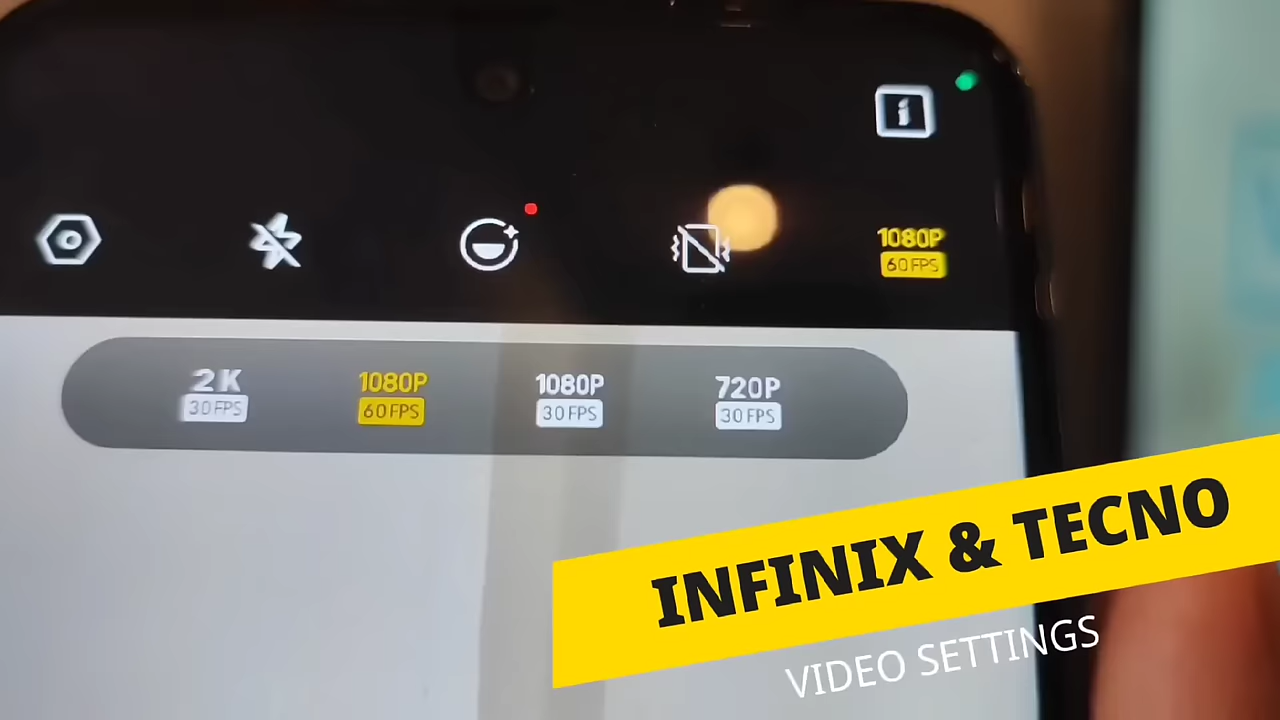 i
1080P
60 FPS
2K
30 FPS
1080P
60 FPS
1080P
30 FPS
720P
30 FPS
INFINIX & TECNO
VIDEO SETTINGS